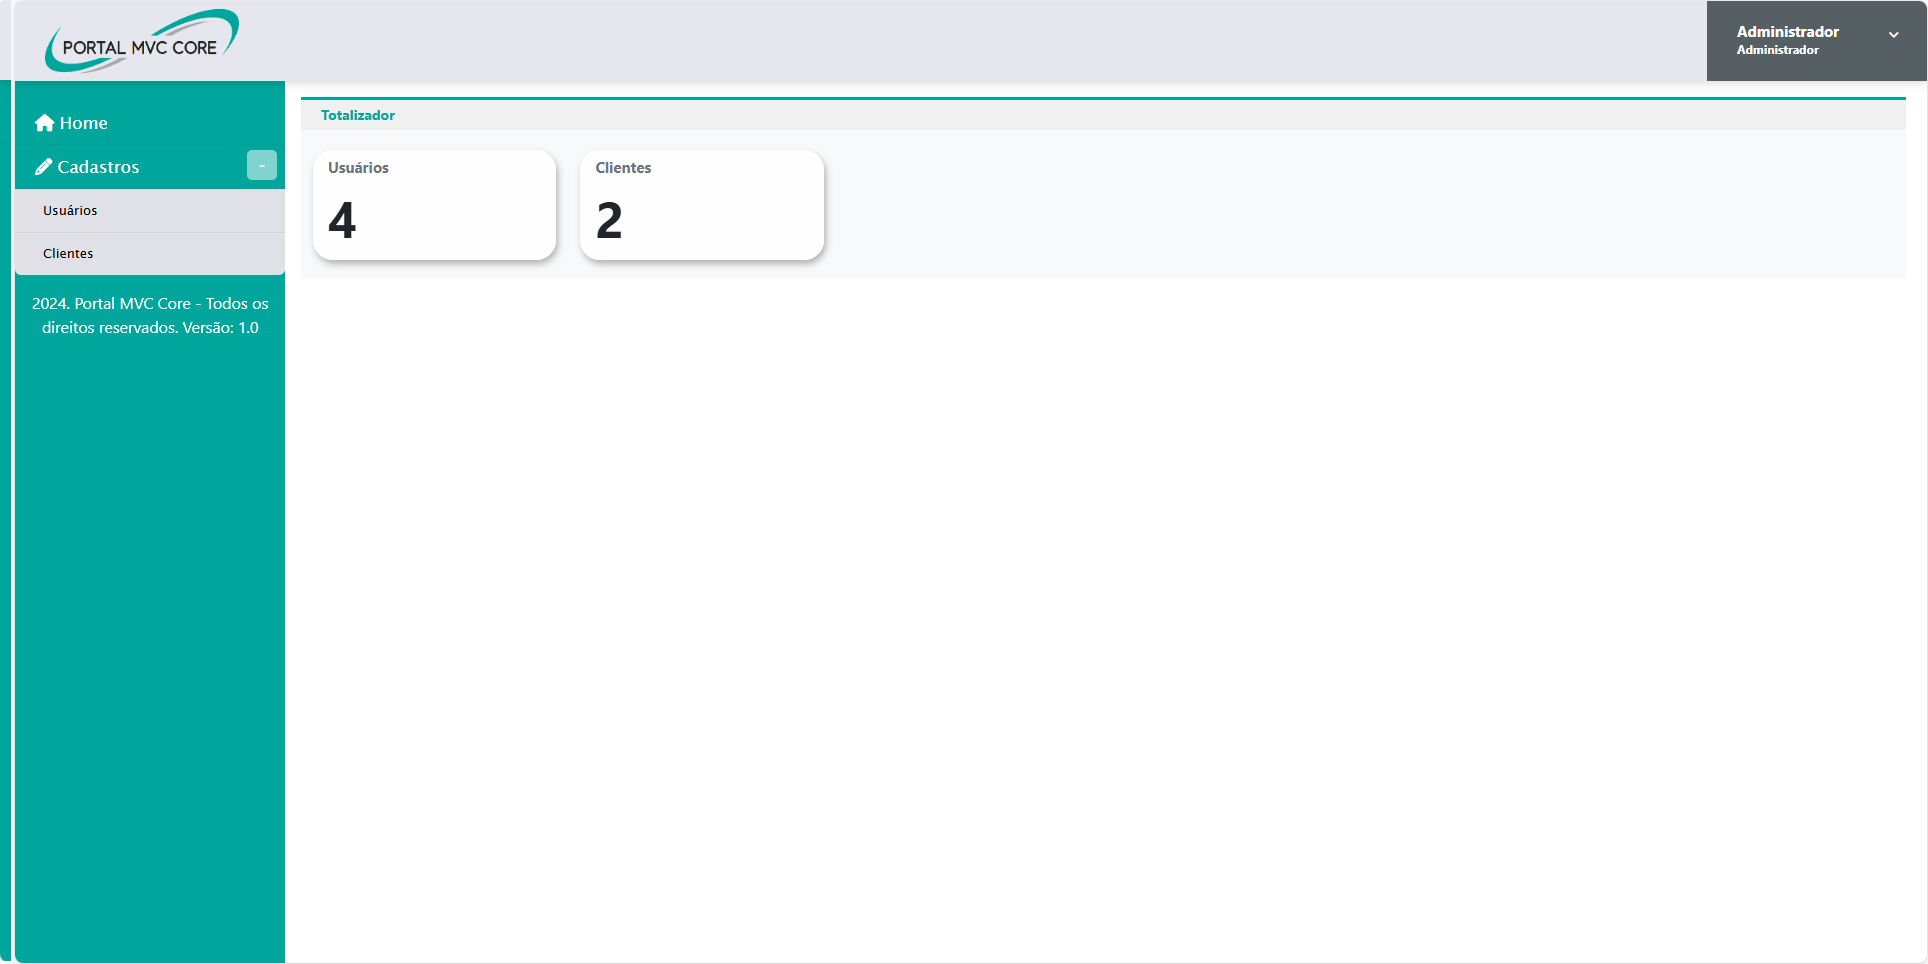 PORTAL MVC CORE
Administrador
Administrador
Home
Cadastros
-
Usuários
Clientes
2024. Portal MVC Core - Todos os
direitos reservados. Versão: 1.0
Totalizador
Usuários
4
Clientes
2